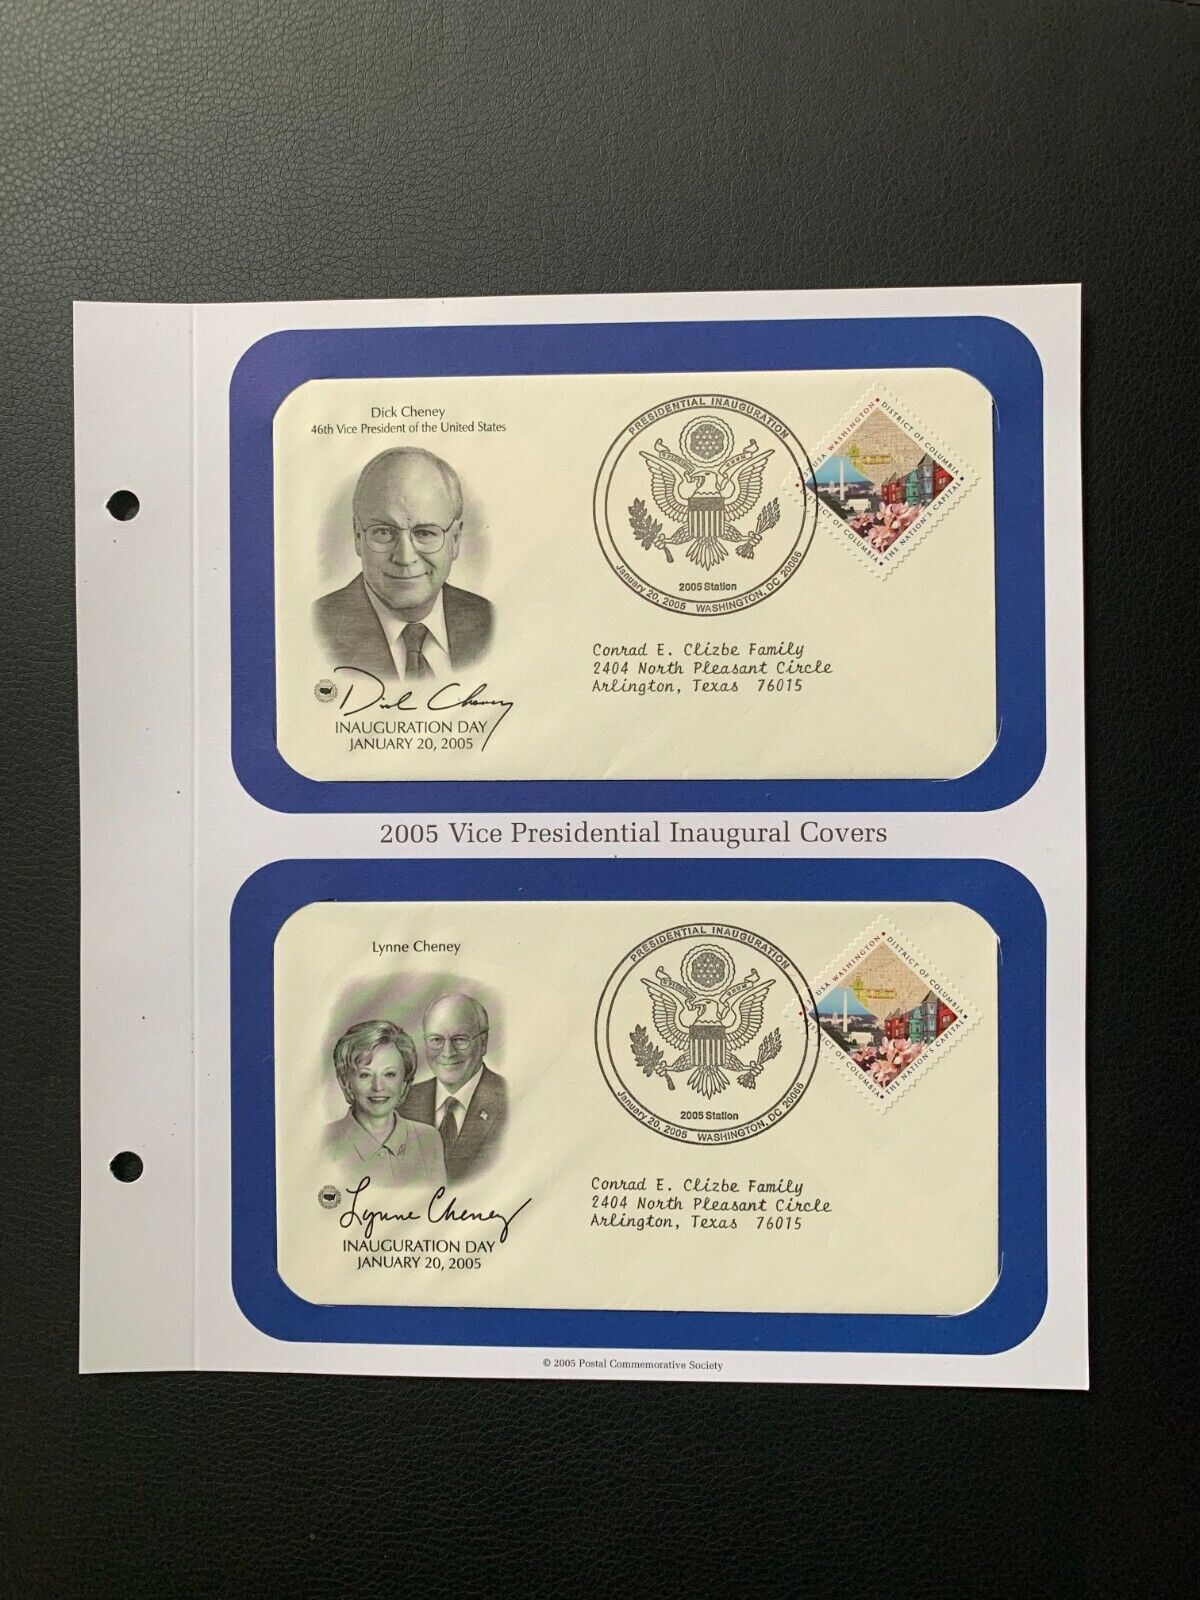 Dick Cheney
46th Vice President of the United States
Dick Cheney
INAUGURATION DAY
JANUARY 20, 2005
PRESIDENTIAL INAUGURATION
2005 Station
January 20, 2005 WASHINGTON, DC 20066
USA WASHINGTON • DISTRICT OF COLUMBIA
DISTRICT OF COLUMBIA • THE NATION'S CAPITAL
Conrad E. Clizbe Family
2404 North Pleasant Circle
Arlington, Texas 76015
2005 Vice Presidential Inaugural Covers
Lynne Cheney
Lynne Cheney
INAUGURATION DAY
JANUARY 20, 2005
PRESIDENTIAL INAUGURATION
2005 Station
January 20, 2005 WASHINGTON, DC 20066
USA WASHINGTON • DISTRICT OF COLUMBIA
DISTRICT OF COLUMBIA • THE NATION'S CAPITAL
Conrad E. Clizbe Family
2404 North Pleasant Circle
Arlington, Texas 76015
© 2005 Postal Commemorative Society